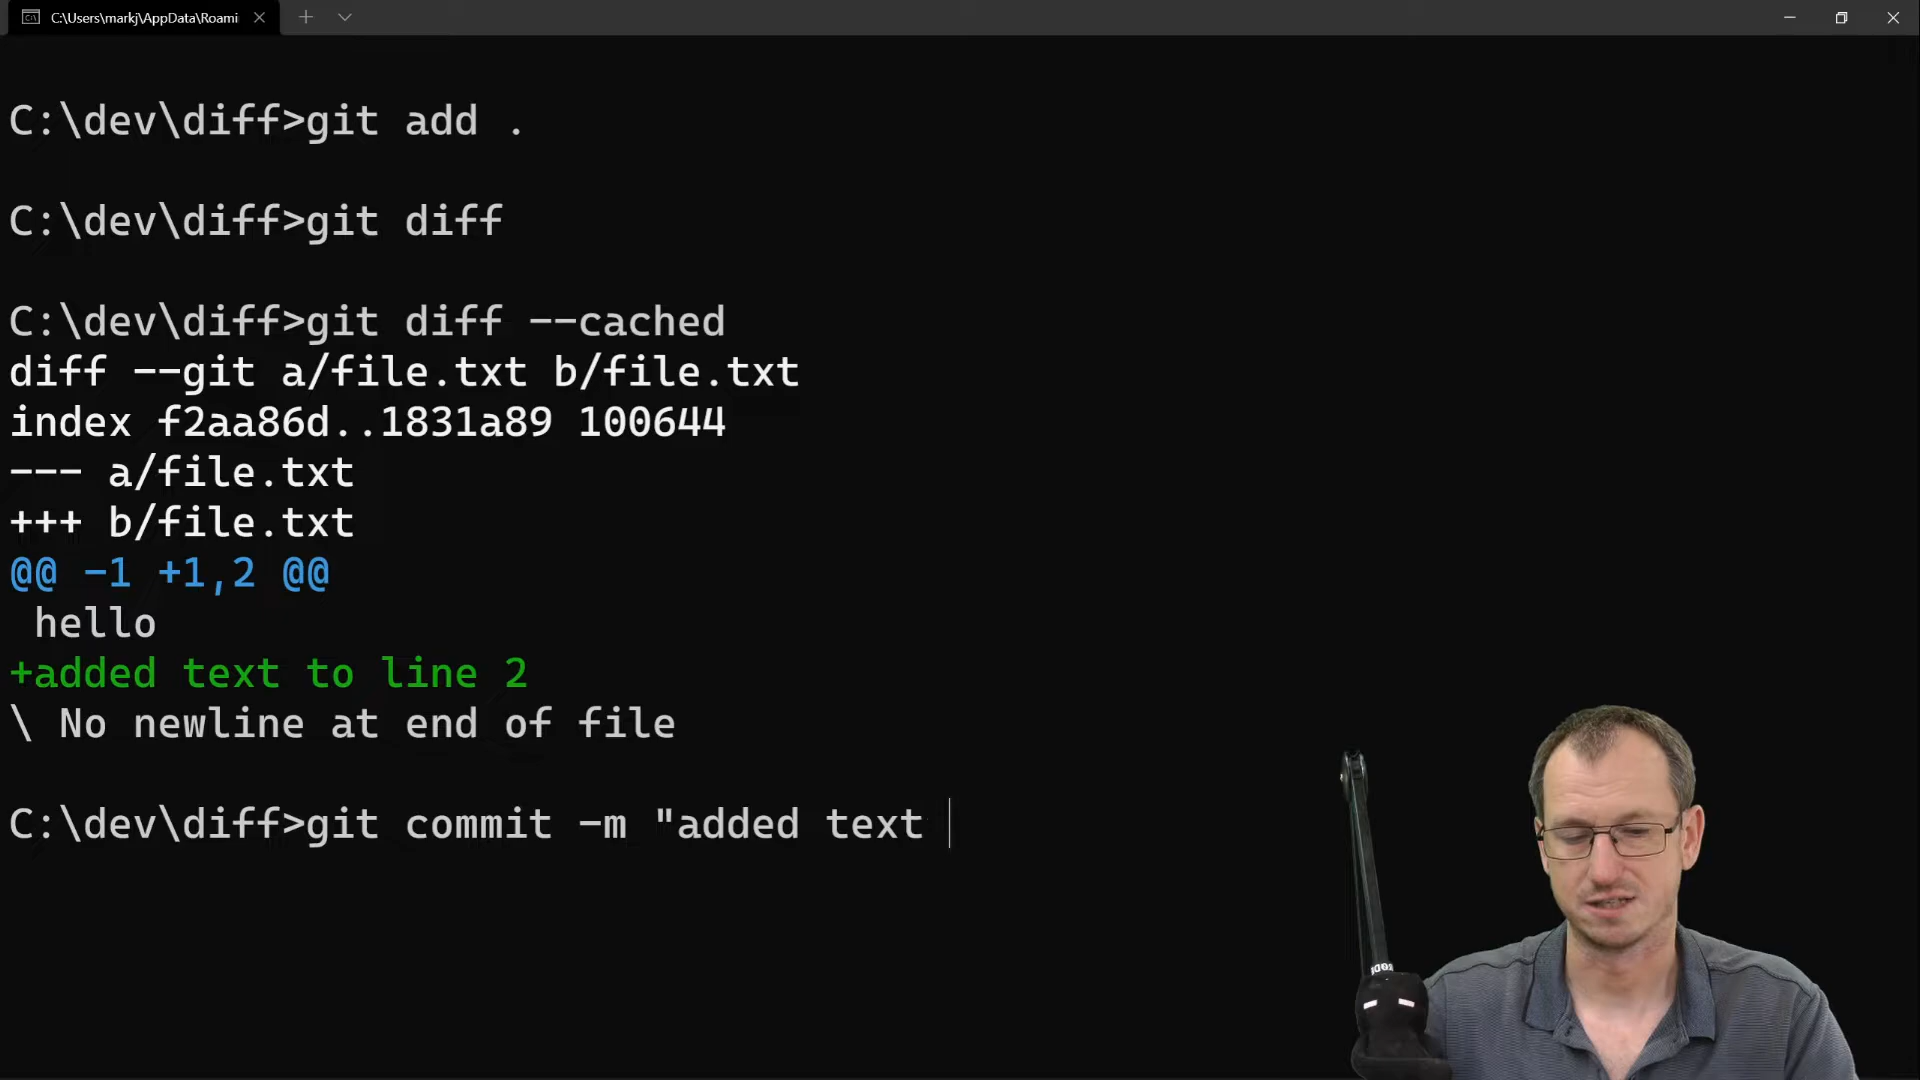 C:\Users\markj\AppData\Roami
C:\dev\diff>git add .
C:\dev\diff>git diff
C:\dev\diff>git diff --cached
diff --git a/file.txt b/file.txt
index f2aa86d..1831a89 100644
--- a/file.txt
+++ b/file.txt
@@ -1 +1,2 @@
 hello
+added text to line 2
\ No newline at end of file
C:\dev\diff>git commit -m "added text